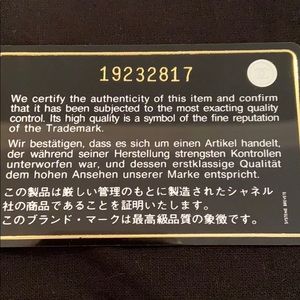 19232817
We certify the authenticity of this item and confirm
that it has been subjected to the most exacting quality
control. Its high quality is a symbol of the fine reputation
of the Trademark.
Wir bestätigen, dass es sich um einen Artikel handelt,
der während seiner Herstellung strengsten Kontrollen
unterworfen war, und dessen erstklassige Qualität
dem hohen Ansehen unserer Marke entspricht.
この製品は厳しい管理のもとに製造されたシャネル
社の商品であることを証明いたします。
このブランド・マークは最高級品質の象徴です。